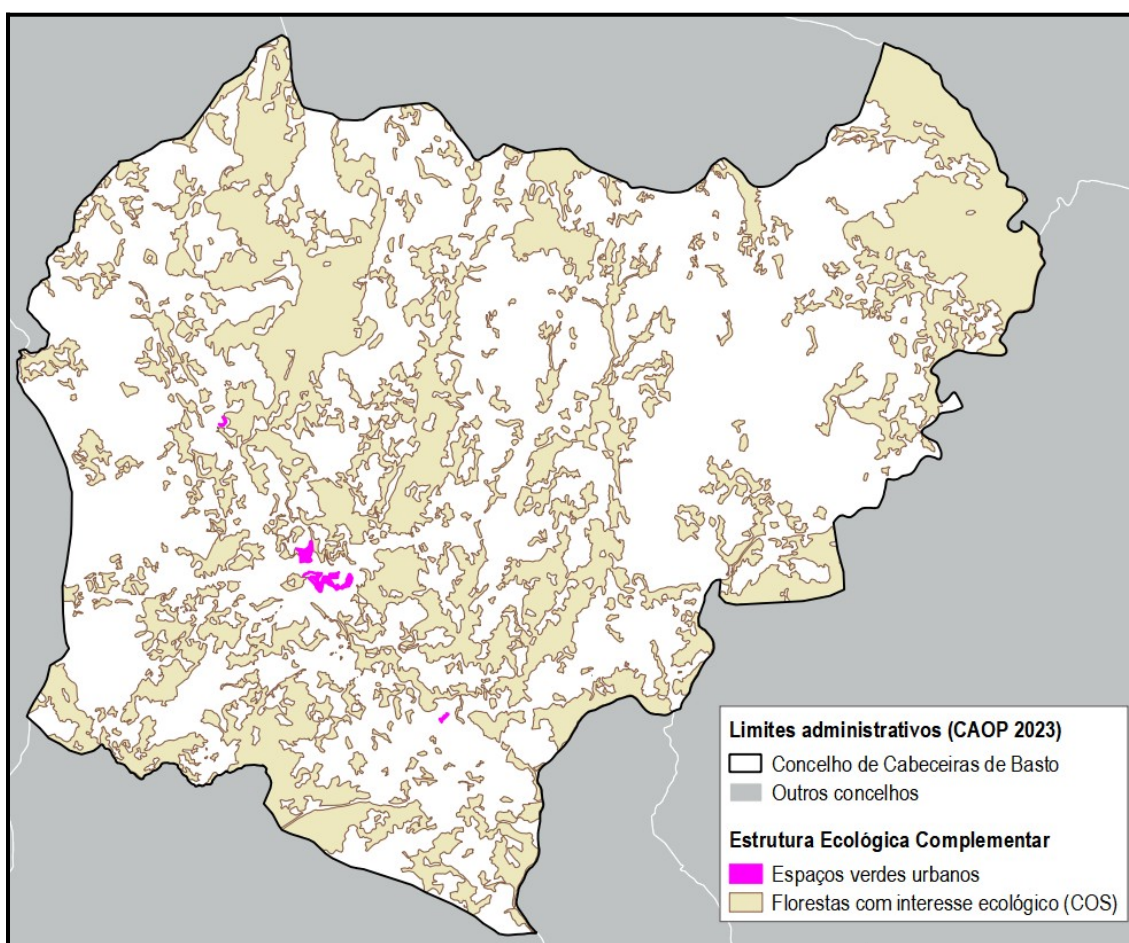 Limites administrativos (CAOP 2023)
Concelho de Cabeceiras de Basto
Outros concelhos
Estrutura Ecológica Complementar
Espaços verdes urbanos
Florestas com interesse ecológico (COS)